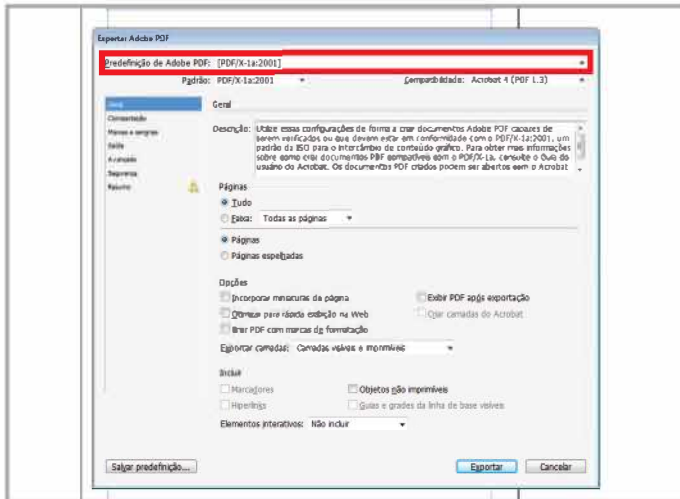 Exportar Adobe PDF
Predefinição de Adobe PDF: [PDF/X-1a:2001]
Padrão: PDF/X-1a:2001 Compatibilidade: Acrobat 4 (PDF 1.3)
Geral
Compactação
Marcas e sangrias
Saída
Avançado
Segurança
Resumo
Geral
Descrição: Utilize essas configurações de forma a criar documentos Adobe PDF capazes de
serem verificados ou que devem estar em conformidade com o PDF/X-1a:2001, um
padrão da ISO para o intercâmbio de conteúdo gráfico. Para obter mais informações
sobre como criar documentos PDF compatíveis com o PDF/X-1a, consulte o Guia do
usuário do Acrobat. Os documentos PDF criados podem ser abertos com o Acrobat
Páginas
Tudo
Faixa: Todas as páginas
Páginas
Páginas espelhadas
Opções
Incorporar miniaturas da página Exibir PDF após exportação
Otimizar para rápida exibição na Web Criar camadas do Acrobat
Criar PDF com marcas de formatação
Exportar camadas: Camadas visíveis e imprimíveis
Incluir
Marcadores Objetos não imprimíveis
Hiperlinks Guias e grades da linha de base visíveis
Elementos interativos: Não incluir
Salvar predefinição... Exportar Cancelar